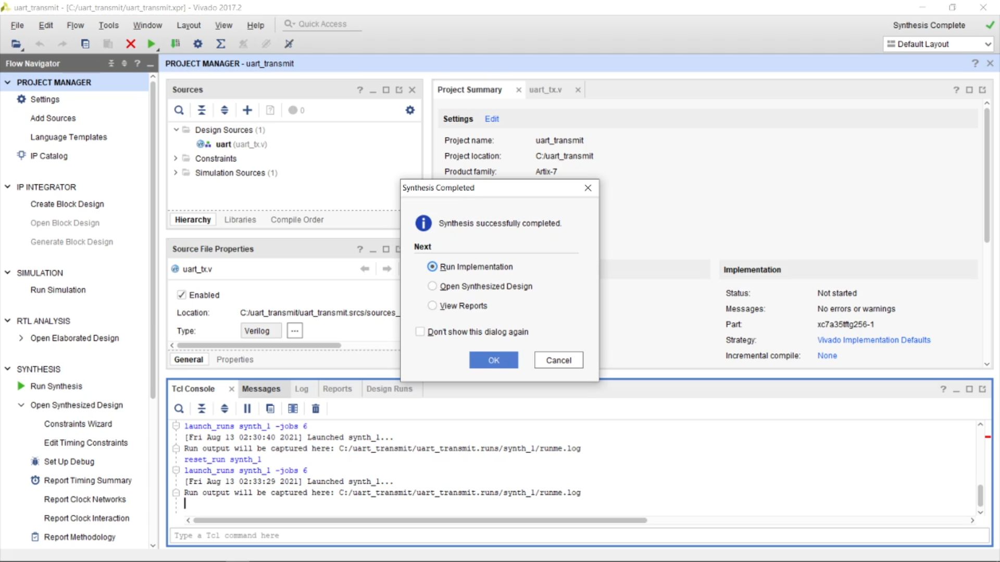 uart_transmit - [C:/uart_transmit/uart_transmit.xpr] - Vivado 2017.2
File Edit Flow Tools Window Layout View Help Quick Access
Synthesis Complete
Default Layout
Flow Navigator
PROJECT MANAGER
Settings
Add Sources
Language Templates
IP Catalog
IP INTEGRATOR
Create Block Design
Open Block Design
Generate Block Design
SIMULATION
Run Simulation
RTL ANALYSIS
Open Elaborated Design
SYNTHESIS
Run Synthesis
Open Synthesized Design
Constraints Wizard
Edit Timing Constraints
Set Up Debug
Report Timing Summary
Report Clock Networks
Report Clock Interaction
Report Methodology
PROJECT MANAGER - uart_transmit
Sources
0
Design Sources (1)
uart (uart_tx.v)
Constraints
Simulation Sources (1)
Hierarchy Libraries Compile Order
Source File Properties
uart_tx.v
Enabled
Location: C:/uart_transmit/uart_transmit.srcs/sources_
Type: Verilog ...
General Properties
Project Summary uart_tx.v
Settings Edit
Project name: uart_transmit
Project location: C:/uart_transmit
Product family: Artix-7
Implementation
Status: Not started
Messages: No errors or warnings
Part: xc7a35tftg256-1
Strategy: Vivado Implementation Defaults
Incremental compile: None
Synthesis Completed
Synthesis successfully completed.
Next
Run Implementation
Open Synthesized Design
View Reports
Don't show this dialog again
OK Cancel
Tcl Console Messages Log Reports Design Runs
launch_runs synth_1 -jobs 6
[Fri Aug 13 02:30:40 2021] Launched synth_1...
Run output will be captured here: C:/uart_transmit/uart_transmit.runs/synth_1/runme.log
reset_run synth_1
launch_runs synth_1 -jobs 6
[Fri Aug 13 02:33:29 2021] Launched synth_1...
Run output will be captured here: C:/uart_transmit/uart_transmit.runs/synth_1/runme.log
Type a Tcl command here